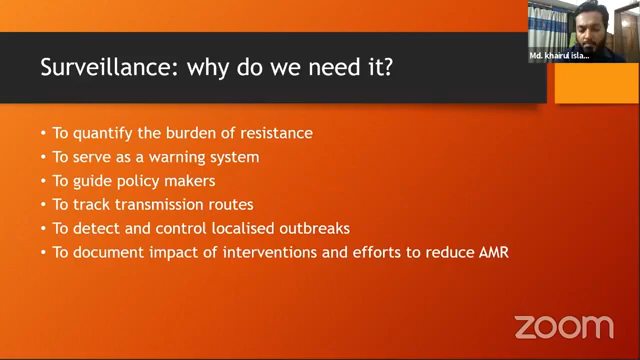 Md. khairul isla...
Surveillance: why do we need it?
• To quantify the burden of resistance
• To serve as a warning system
• To guide policy makers
• To track transmission routes
• To detect and control localised outbreaks
• To document impact of interventions and efforts to reduce AMR
zoom